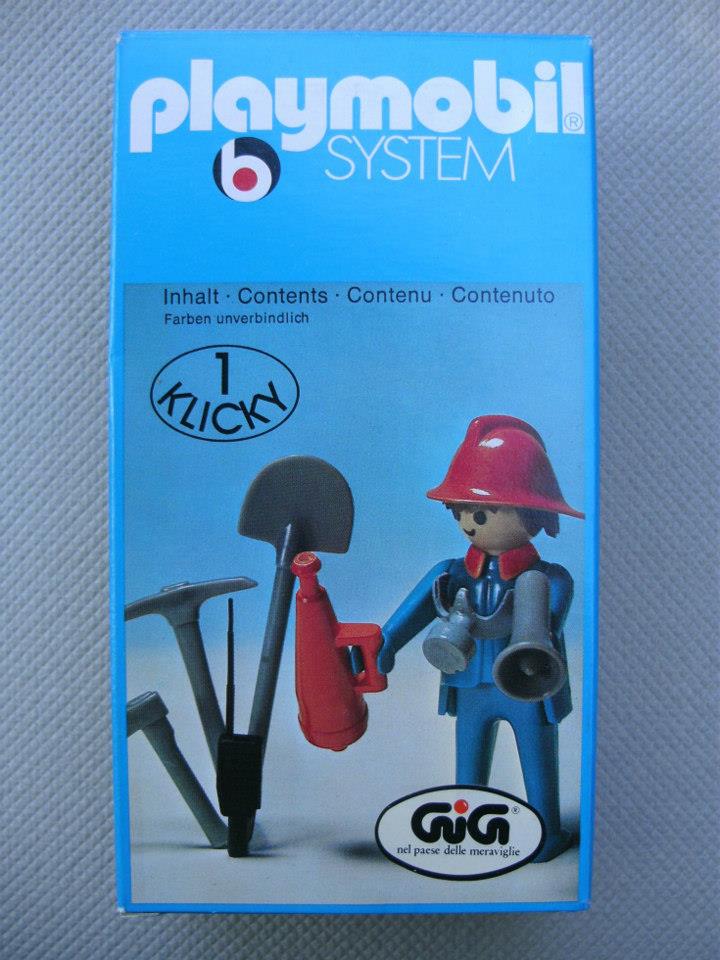 playmobil®
b SYSTEM
Inhalt · Contents · Contenu · Contenuto
Farben unverbindlich
1
KLICKY
GiG®
nel paese delle meraviglie